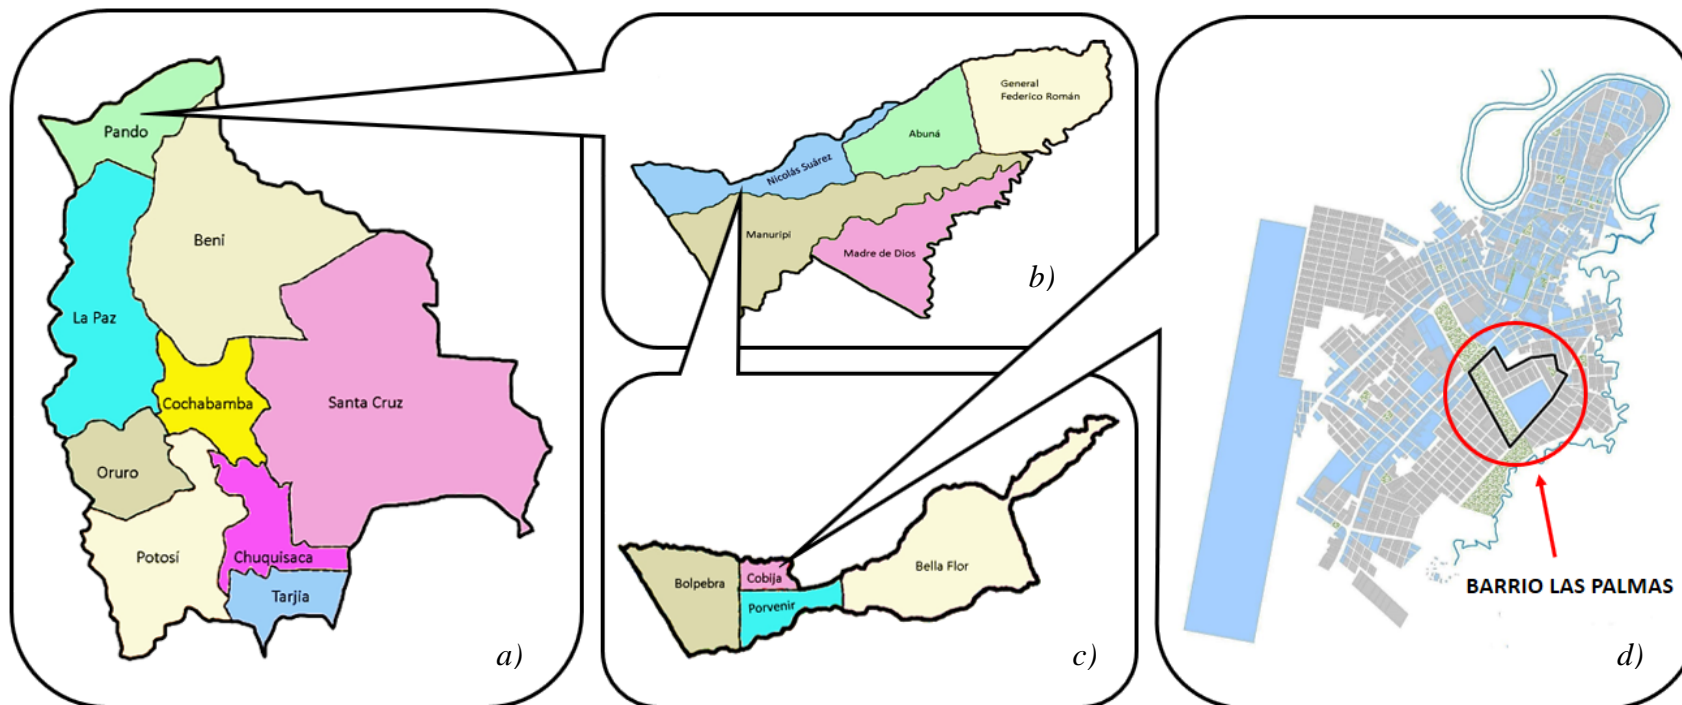 Pando
Beni
La Paz
Cochabamba
Santa Cruz
Oruro
Potosí
Chuquisaca
Tarjia
a)
General
Federico Román
Abuná
Nicolás Suárez
Manuripi
Madre de Dios
b)
Bolpebra
Cobija
Porvenir
Bella Flor
c)
BARRIO LAS PALMAS
d)